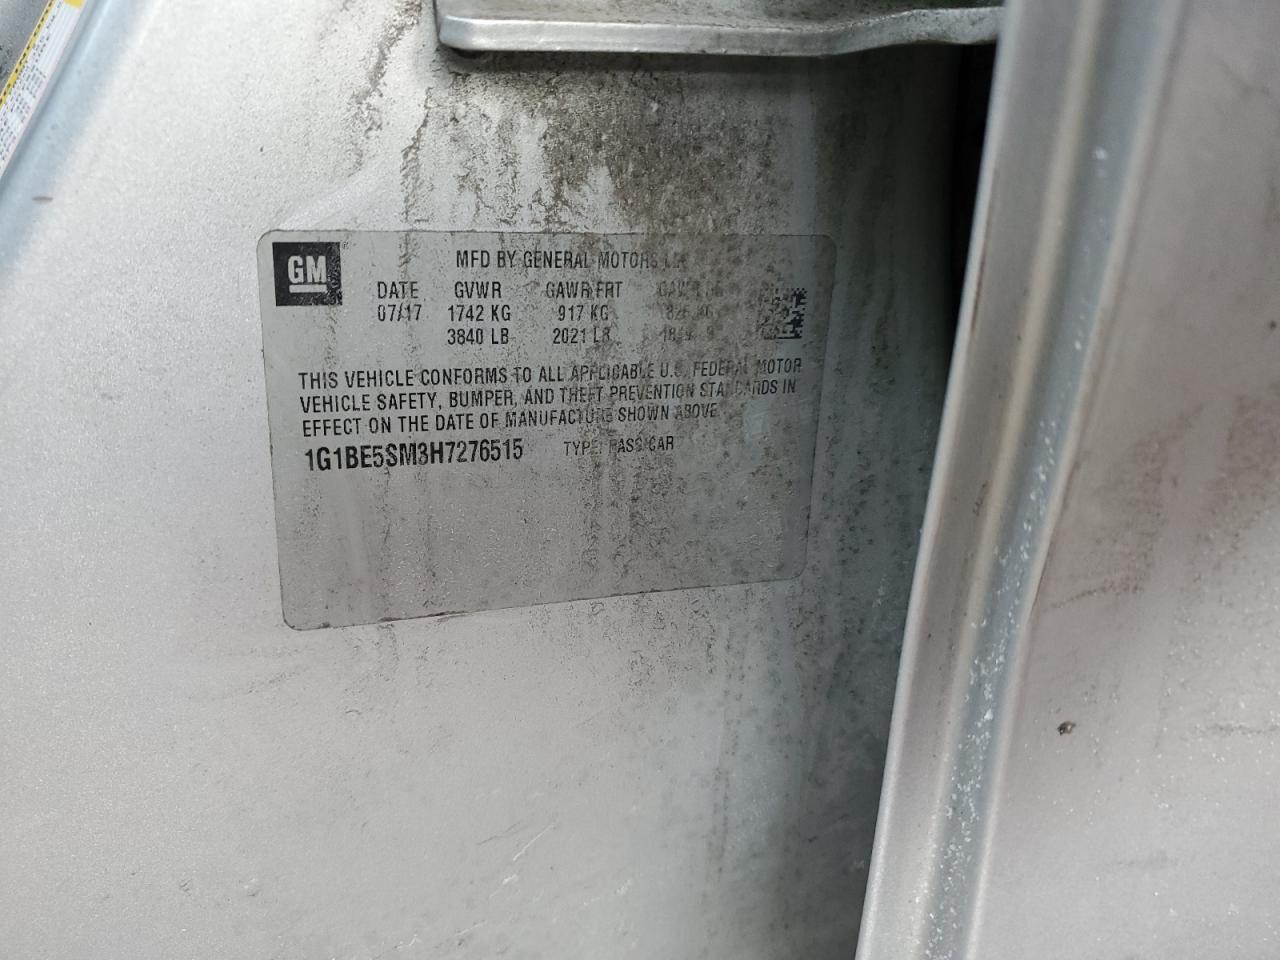 GM
MFD BY GENERAL MOTORS LLC
DATE GVWR GAWR FRT
07/17 1742 KG 917 KG
3840 LB 2021 LB
THIS VEHICLE CONFORMS TO ALL APPLICABLE U.S. FEDERAL MOTOR
VEHICLE SAFETY, BUMPER, AND THEFT PREVENTION STANDARDS IN
EFFECT ON THE DATE OF MANUFACTURE SHOWN ABOVE.
1G1BE5SM3H7276515 TYPE: PASS CAR